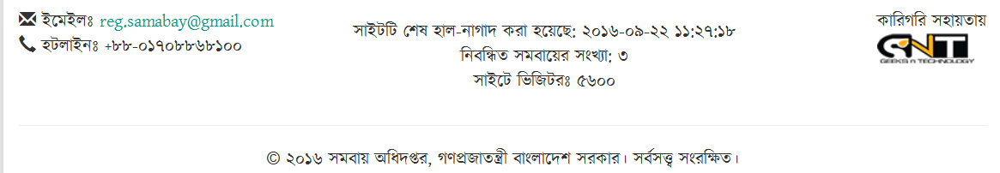 ইমেইলঃ reg.samabay@gmail.com
হটলাইনঃ +৮৮-০১৭০৮৮৬৮১০০
সাইটটি শেষ হাল-নাগাদ করা হয়েছে: ২০১৬-০৯-২২ ১১:২৭:১৮
নিবন্ধিত সমবায়ের সংখ্যা: ৩
সাইটে ভিজিটরঃ ৫৬০০
কারিগরি সহায়তায়
GNT
GEEKS n TECHNOLOGY
© ২০১৬ সমবায় অধিদপ্তর, গণপ্রজাতন্ত্রী বাংলাদেশ সরকার। সর্বসত্ত্ব সংরক্ষিত।